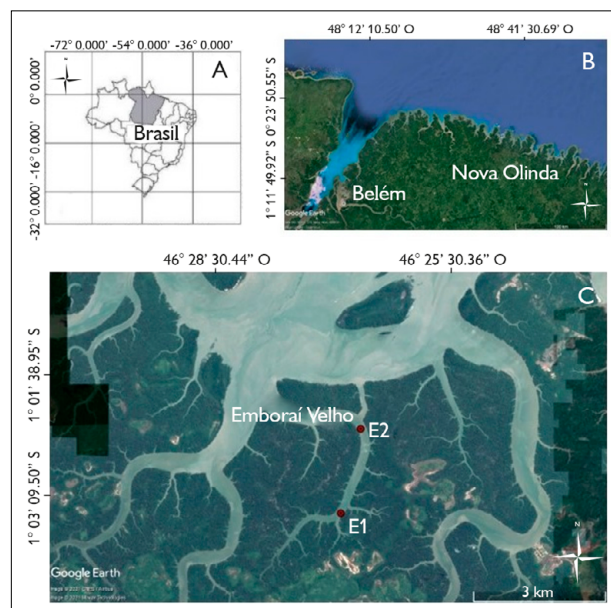 -72° 0.000' -54° 0.000' -36° 0.000'
A
0° 0.000'
-16° 0.000'
-32° 0.000'
Brasil
48° 12' 10.50' O 48° 41' 30.69' O
B
0° 23' 50.55'' S
1° 11' 49.92'' S
Nova Olinda
Belém
Google Earth
N
46° 28' 30.44'' O 46° 25' 30.36'' O
C
1° 01' 38.95'' S
1° 03' 09.50'' S
Emboraí Velho
E2
E1
N
Google Earth
3 km